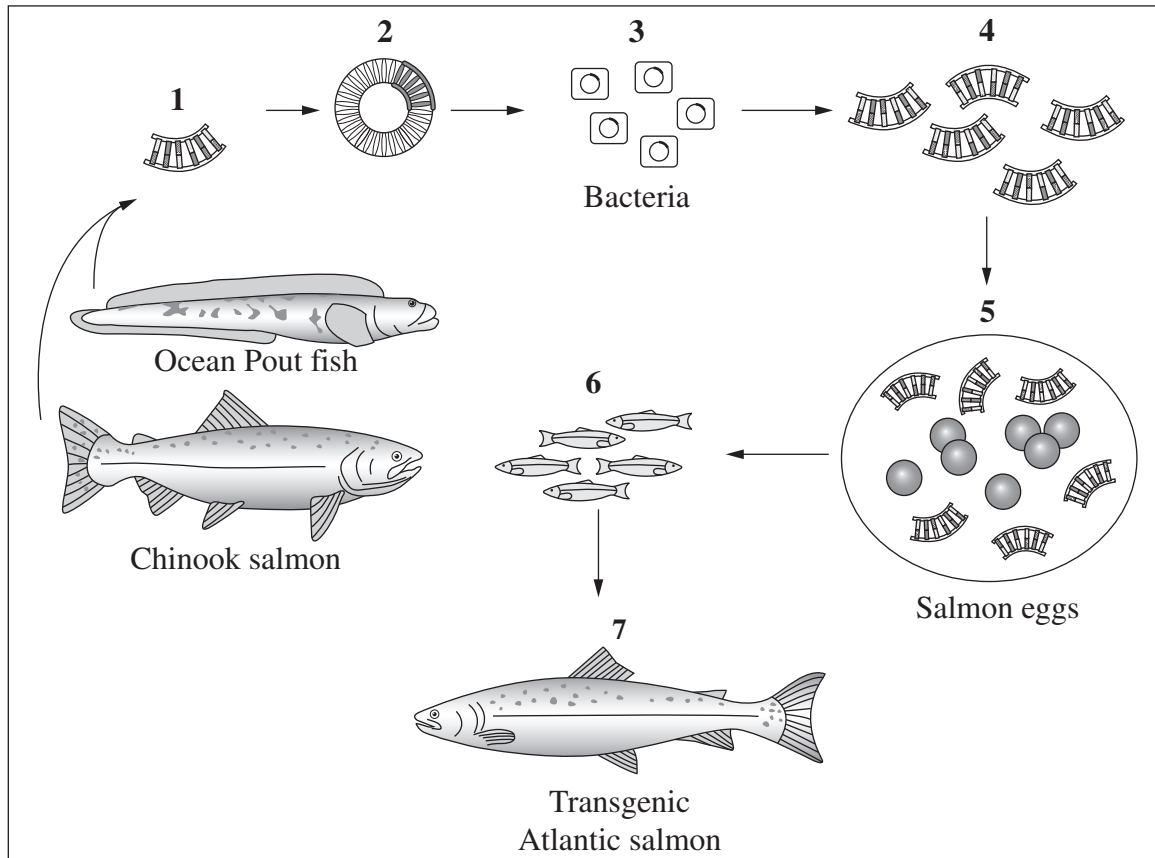 1
2
3
Bacteria
4
Ocean Pout fish
Chinook salmon
5
Salmon eggs
6
7
Transgenic
Atlantic salmon